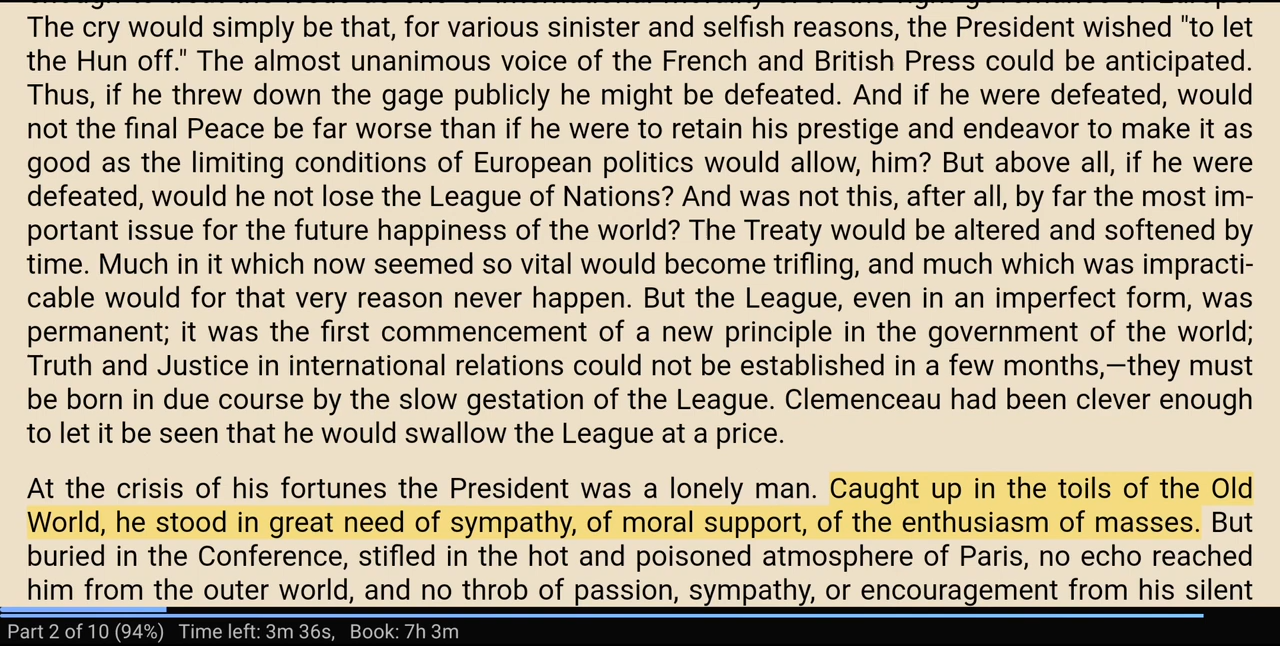 The cry would simply be that, for various sinister and selfish reasons, the President wished "to let
the Hun off." The almost unanimous voice of the French and British Press could be anticipated.
Thus, if he threw down the gage publicly he might be defeated. And if he were defeated, would
not the final Peace be far worse than if he were to retain his prestige and endeavor to make it as
good as the limiting conditions of European politics would allow, him? But above all, if he were
defeated, would he not lose the League of Nations? And was not this, after all, by far the most im-
portant issue for the future happiness of the world? The Treaty would be altered and softened by
time. Much in it which now seemed so vital would become trifling, and much which was impracti-
cable would for that very reason never happen. But the League, even in an imperfect form, was
permanent; it was the first commencement of a new principle in the government of the world;
Truth and Justice in international relations could not be established in a few months,—they must
be born in due course by the slow gestation of the League. Clemenceau had been clever enough
to let it be seen that he would swallow the League at a price.
At the crisis of his fortunes the President was a lonely man. Caught up in the toils of the Old
World, he stood in great need of sympathy, of moral support, of the enthusiasm of masses. But
buried in the Conference, stifled in the hot and poisoned atmosphere of Paris, no echo reached
him from the outer world, and no throb of passion, sympathy, or encouragement from his silent
Part 2 of 10 (94%) Time left: 3m 36s, Book: 7h 3m